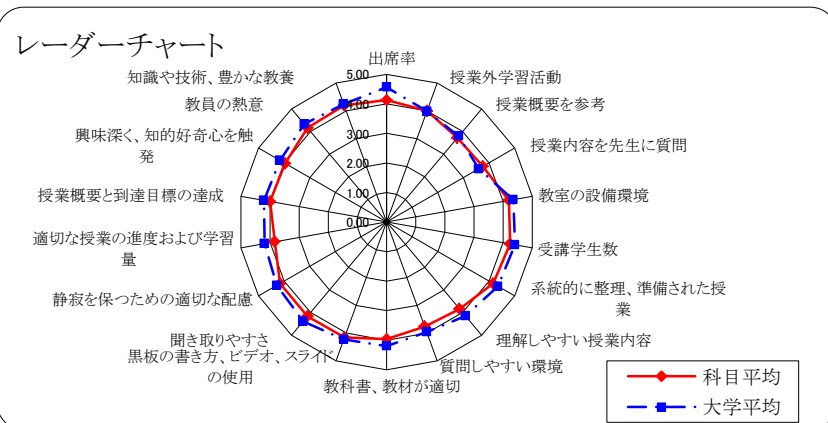 レーダーチャート
出席率
授業外学習活動
授業概要を参考
授業内容を先生に質問
教室の設備環境
受講学生数
系統的に整理、準備された授
業
理解しやすい授業内容
質問しやすい環境
教科書、教材が適切
黒板の書き方、ビデオ、スライド
の使用
聞き取りやすさ
静寂を保つための適切な配慮
適切な授業の進度および学習
量
授業概要と到達目標の達成
興味深く、知的好奇心を触
発
教員の熱意
知識や技術、豊かな教養
5.00
4.00
3.00
2.00
1.00
0.00
科目平均
大学平均